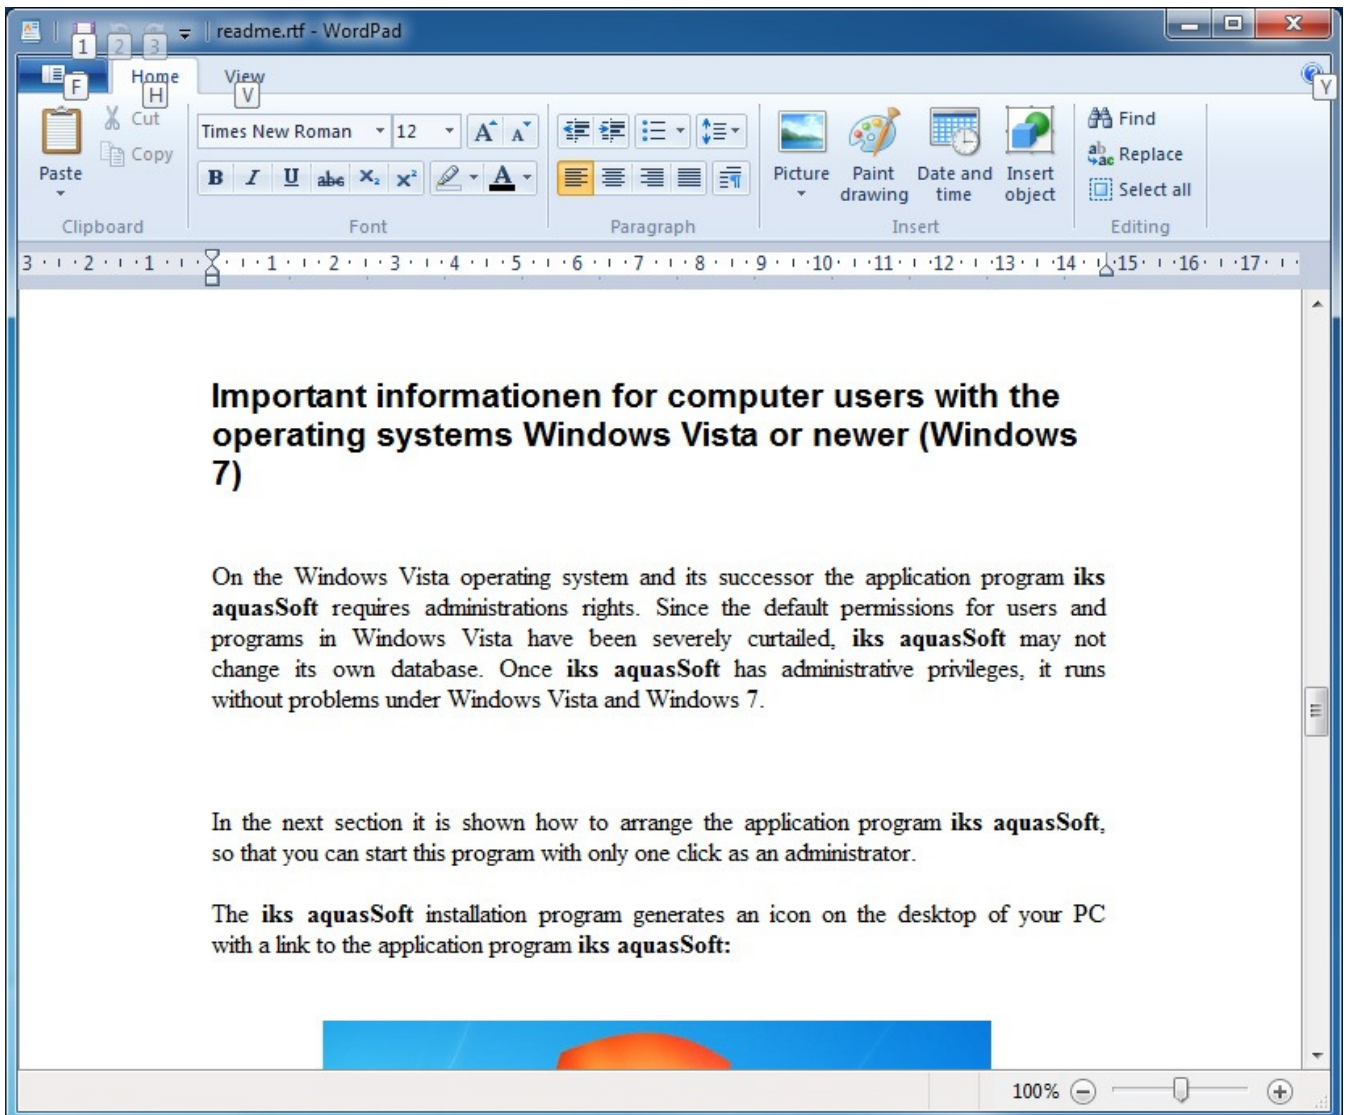 readme.rtf - WordPad
1 2 3
F Home View Y
H V
Cut
Copy
Paste
Times New Roman 12 A A
B I U abc X₂ x² A
Picture
Paint drawing
Date and time
Insert object
Find
Replace
Select all
Clipboard Font Paragraph Insert Editing
3 2 1 1 2 3 4 5 6 7 8 9 10 11 12 13 14 15 16 17
Important informationen for computer users with the
operating systems Windows Vista or newer (Windows
7)
On the Windows Vista operating system and its successor the application program iks
aquasSoft requires administrations rights. Since the default permissions for users and
programs in Windows Vista have been severely curtailed, iks aquasSoft may not
change its own database. Once iks aquasSoft has administrative privileges, it runs
without problems under Windows Vista and Windows 7.
In the next section it is shown how to arrange the application program iks aquasSoft,
so that you can start this program with only one click as an administrator.
The iks aquasSoft installation program generates an icon on the desktop of your PC
with a link to the application program iks aquasSoft:
100%